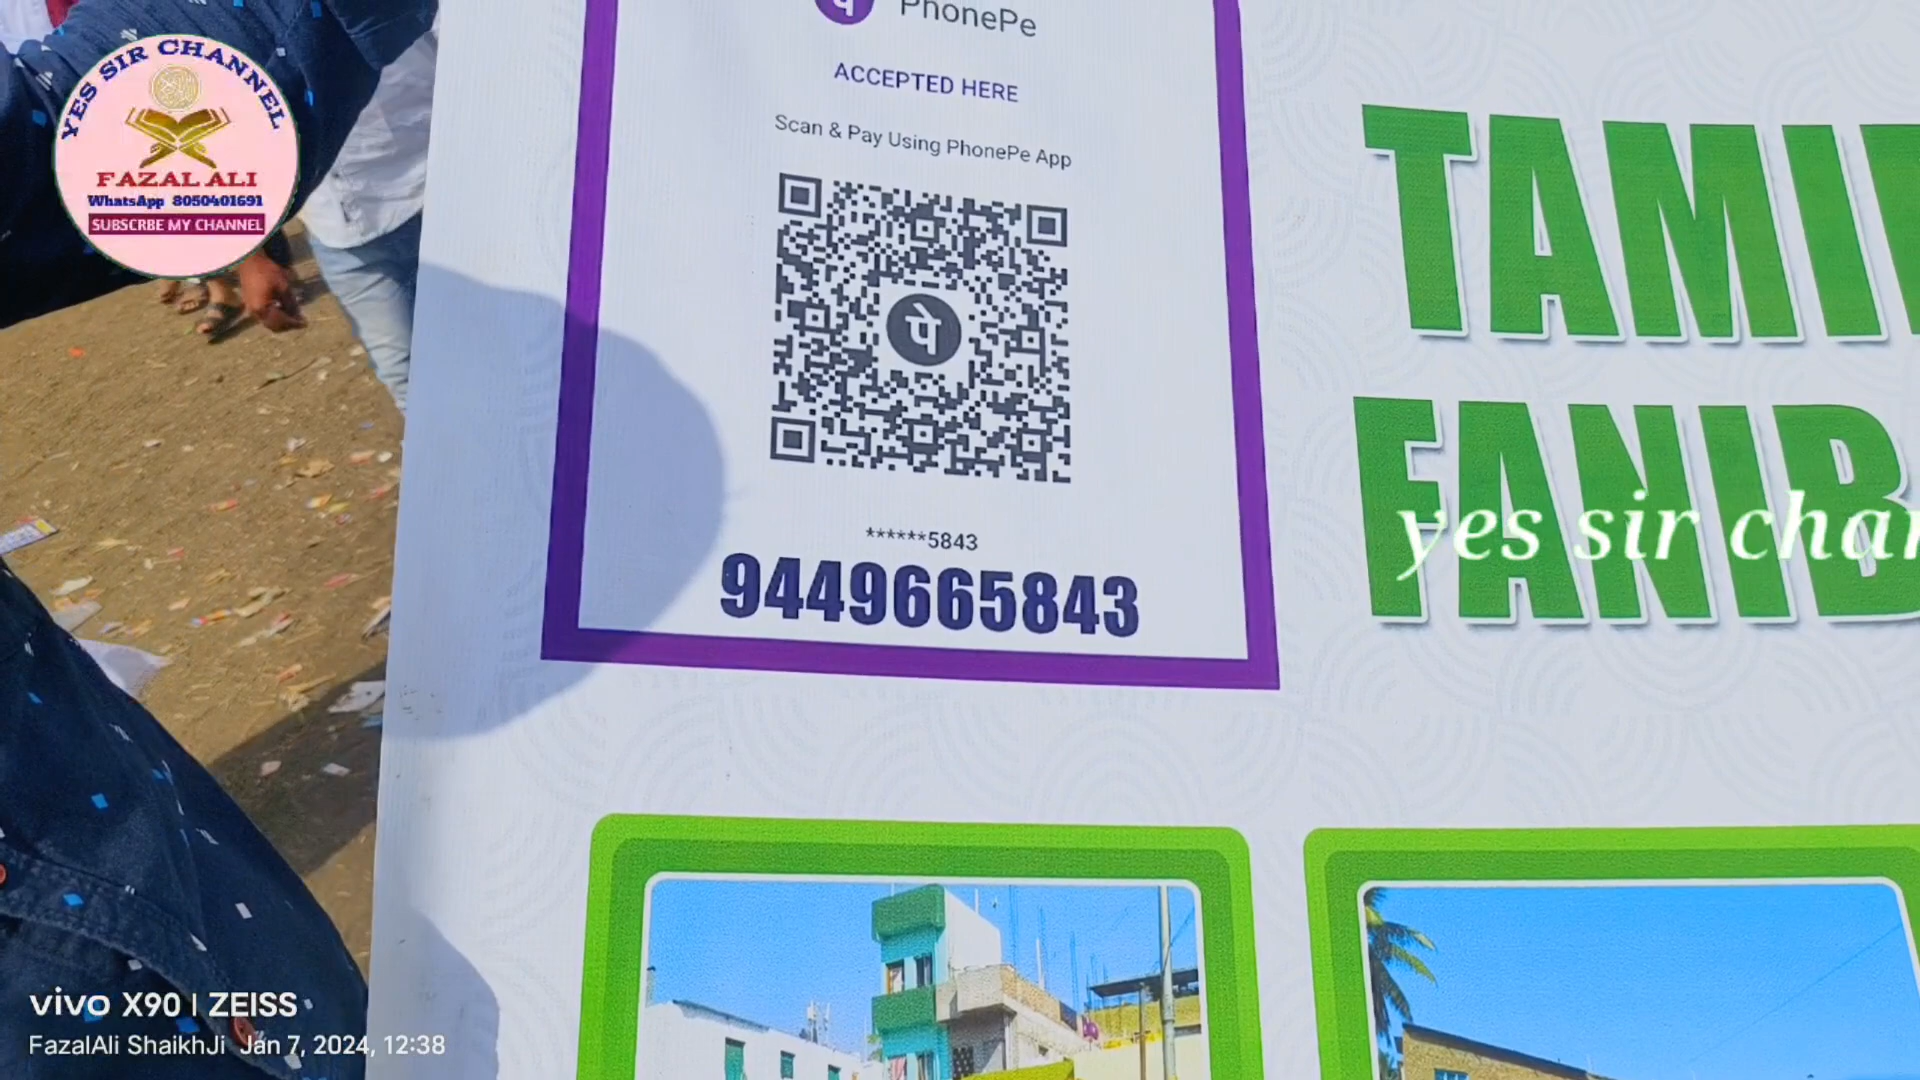 YES SIR CHANNEL
FAZAL ALI
WhatsApp 8050401691
SUBSCRBE MY CHANNEL
पे PhonePe
ACCEPTED HERE
Scan & Pay Using PhonePe App
पे
******5843
9449665843
TAMI
FANIB
yes sir chan
vivo X90 | ZEISS
FazalAli ShaikhJi Jan 7, 2024, 12:38